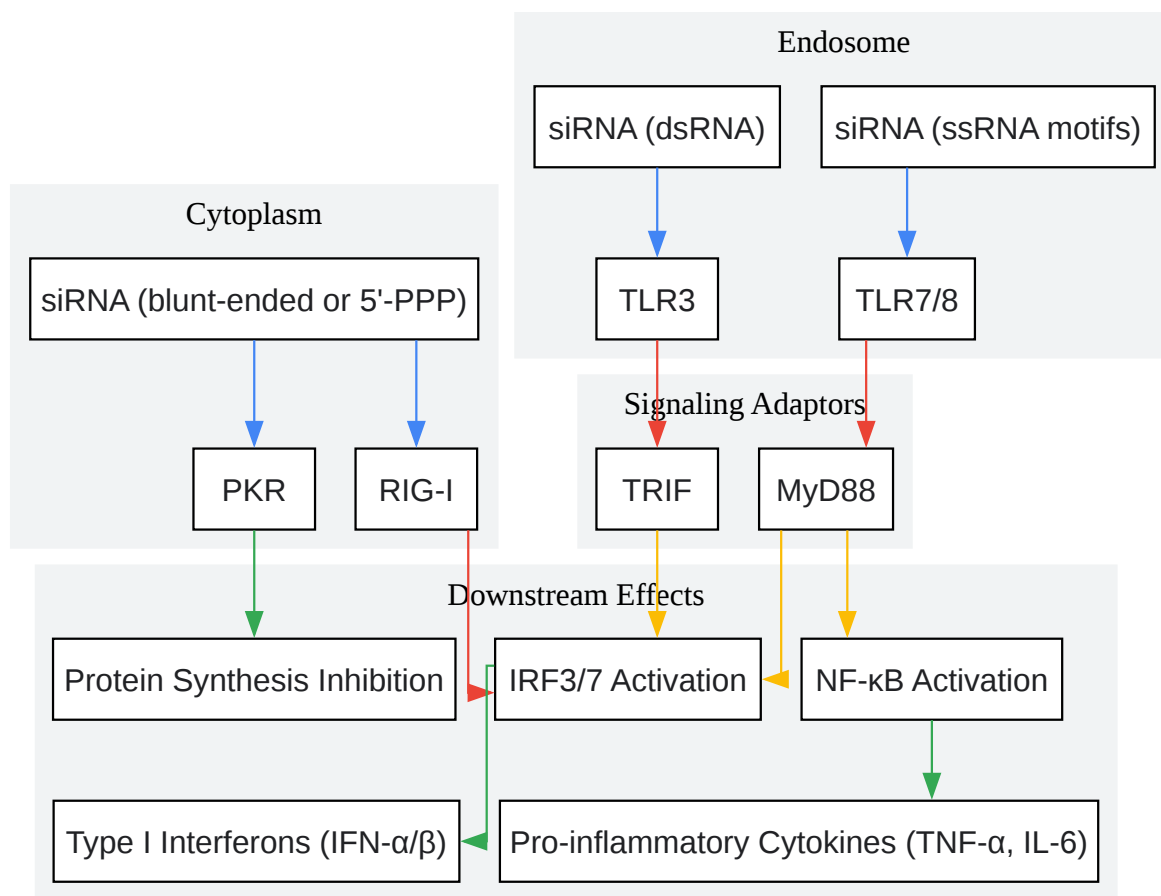 Endosome
siRNA (dsRNA)
siRNA (ssRNA motifs)
Cytoplasm
siRNA (blunt-ended or 5'-PPP)
TLR3
TLR7/8
Signaling Adaptors
PKR
RIG-I
TRIF
MyD88
Downstream Effects
Protein Synthesis Inhibition
IRF3/7 Activation
NF-κB Activation
Type I Interferons (IFN-α/β)
Pro-inflammatory Cytokines (TNF-α, IL-6)